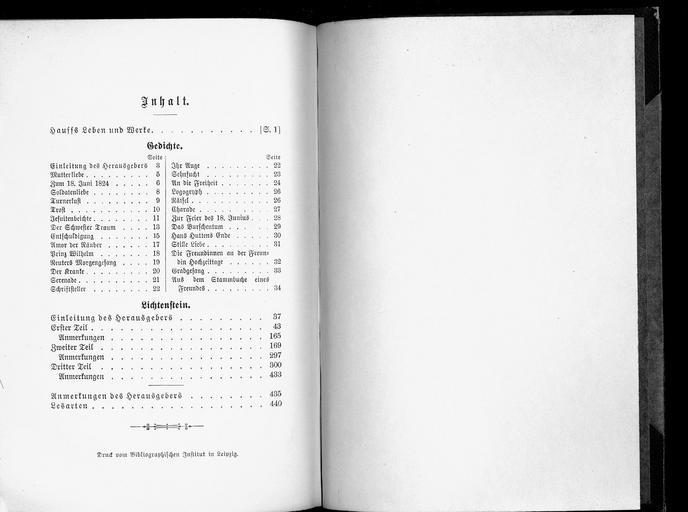 Inhalt.
Hauffs Leben und Werke. . . . . . . . . . . [S. 1]
Gedichte.
Seite
Einleitung des Herausgebers 3
Mutterliebe . . . . . . . 5
Zum 18. Juni 1824 . . . . . 6
Soldatenliebe . . . . . . . 8
Turnerlust . . . . . . . . 9
Trost . . . . . . . . . 10
Jesuitenbeichte . . . . . . 11
Der Schwester Traum . . . . 13
Entschuldigung . . . . . . 15
Amor der Räuber . . . . . 17
Prinz Wilhelm . . . . . . 18
Reuters Morgengesang . . . . 19
Der Kranke . . . . . . . 20
Serenade . . . . . . . . 21
Schriftsteller . . . . . . . 22
Seite
Ihr Auge . . . . . . . . 22
Sehnsucht . . . . . . . . 23
An die Freiheit . . . . . . 24
Logogryph . . . . . . . . 26
Rätsel . . . . . . . . . 26
Charade . . . . . . . . . 27
Zur Feier des 18. Junius . . . 28
Das Burschentum . . . . . 29
Hans Huttens Ende . . . . 30
Stille Liebe . . . . . . . . 31
Die Freundinnen an der Freun-
din Hochzeittage . . . . . 32
Grabgesang . . . . . . . . 33
Aus dem Stammbuche eines
Freundes . . . . . . . . 34
Lichtenstein.
Einleitung des Herausgebers . . . . . . . . . 37
Erster Teil . . . . . . . . . . . . . . . . 43
Anmerkungen . . . . . . . . . . . . . . 165
Zweiter Teil . . . . . . . . . . . . . . . 169
Anmerkungen . . . . . . . . . . . . . . 297
Dritter Teil . . . . . . . . . . . . . . . 300
Anmerkungen . . . . . . . . . . . . . . 433
Anmerkungen des Herausgebers . . . . . . . . 435
Lesarten . . . . . . . . . . . . . . . . . 440
Druck vom Bibliographischen Institut in Leipzig.